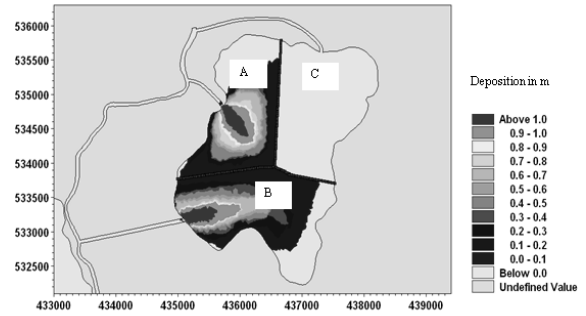 536000
535500
535000
534500
534000
533500
533000
532500
433000 434000 435000 436000 437000 438000 439000
A
C
B
Deposition in m
Above 1.0
0.9 - 1.0
0.8 - 0.9
0.7 - 0.8
0.6 - 0.7
0.5 - 0.6
0.4 - 0.5
0.3 - 0.4
0.2 - 0.3
0.1 - 0.2
0.0 - 0.1
Below 0.0
Undefined Value